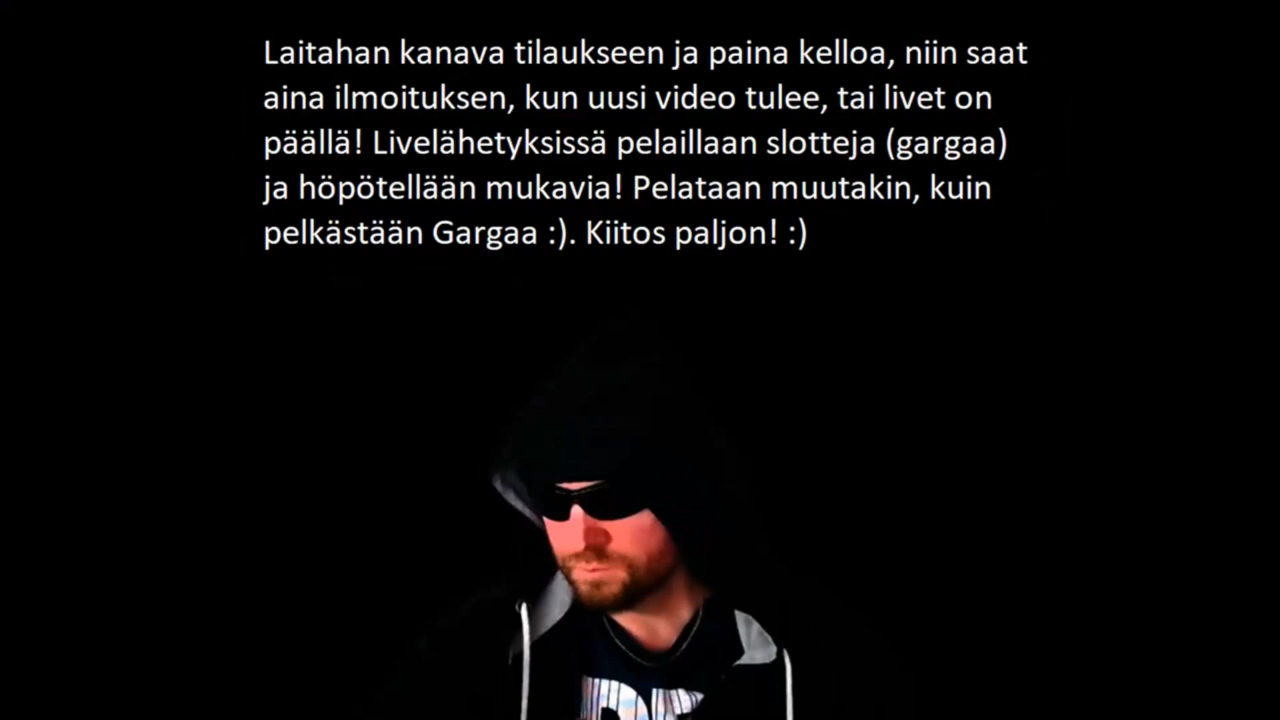 Laitahan kanava tilaukseen ja paina kelloa, niin saat
aina ilmoituksen, kun uusi video tulee, tai livet on
päällä! Livelähetyksissä pelaillaan slotteja (gargaa)
ja höpötellään mukavia! Pelataan muutakin, kuin
pelkästään Gargaa :). Kiitos paljon! :)